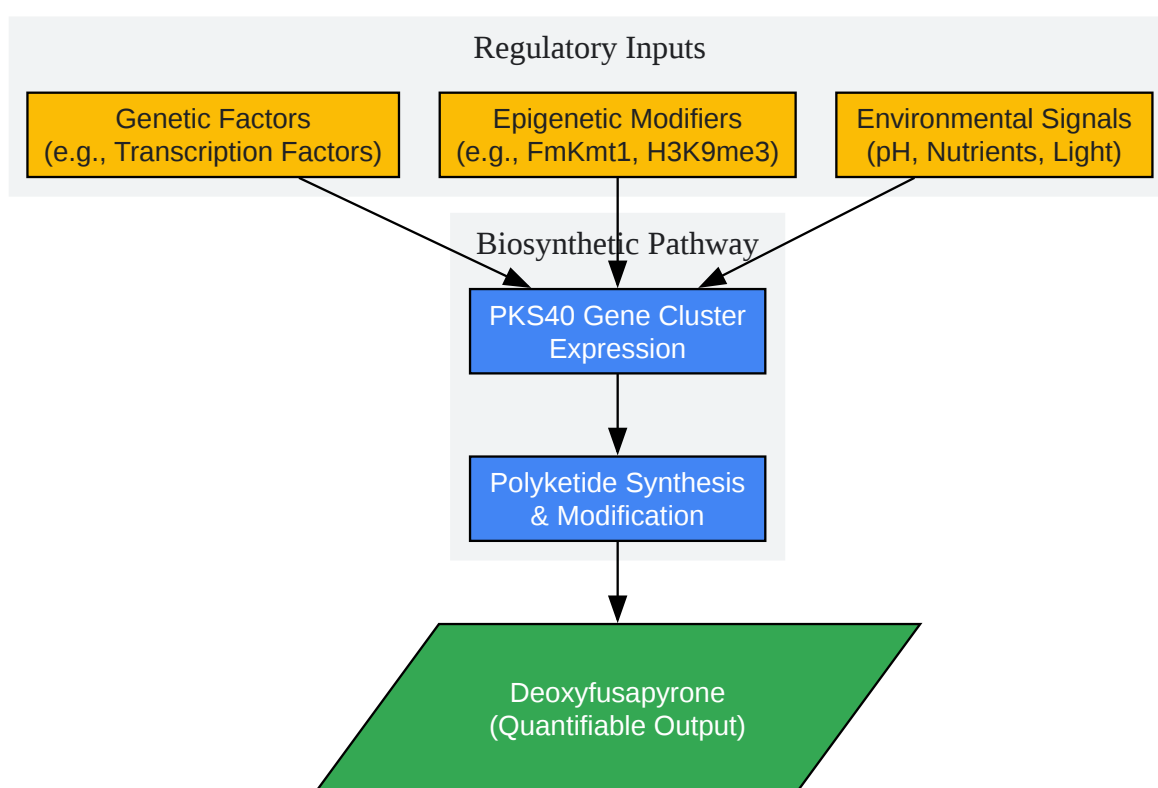 Regulatory Inputs
Genetic Factors
(e.g., Transcription Factors)
Epigenetic Modifiers
(e.g., FmKmt1, H3K9me3)
Environmental Signals
(pH, Nutrients, Light)
Biosynthetic Pathway
PKS40 Gene Cluster
Expression
Polyketide Synthesis
& Modification
Deoxyfusapyrone
(Quantifiable Output)